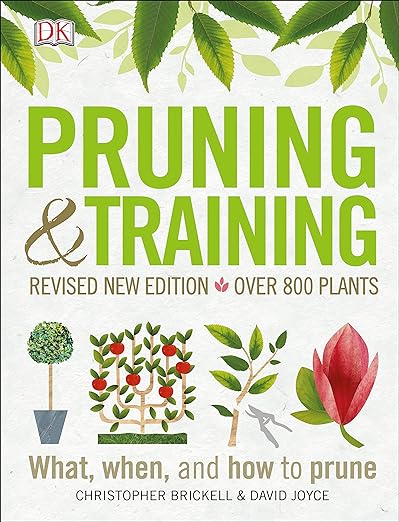 DK
PRUNING
& TRAINING
REVISED NEW EDITION OVER 800 PLANTS
What, when, and how to prune
CHRISTOPHER BRICKELL & DAVID JOYCE